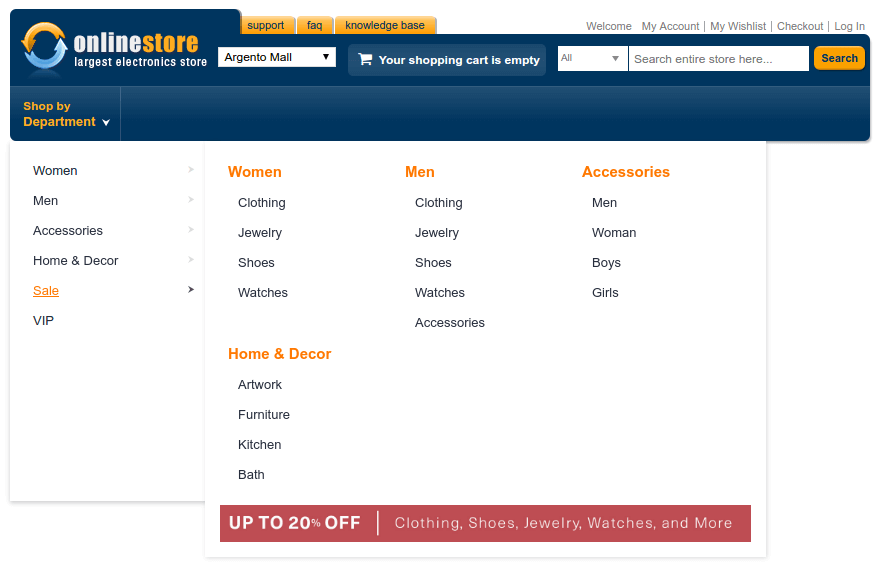 support faq knowledge base
Welcome My Account | My Wishlist | Checkout | Log In
onlinestore
largest electronics store
Argento Mall
Your shopping cart is empty
All
Search entire store here...
Search
Shop by
Department
Women
Men
Accessories
Home & Decor
Sale
VIP
Women
Clothing
Jewelry
Shoes
Watches
Men
Clothing
Jewelry
Shoes
Watches
Accessories
Accessories
Men
Woman
Boys
Girls
Home & Decor
Artwork
Furniture
Kitchen
Bath
UP TO 20% OFF | Clothing, Shoes, Jewelry, Watches, and More